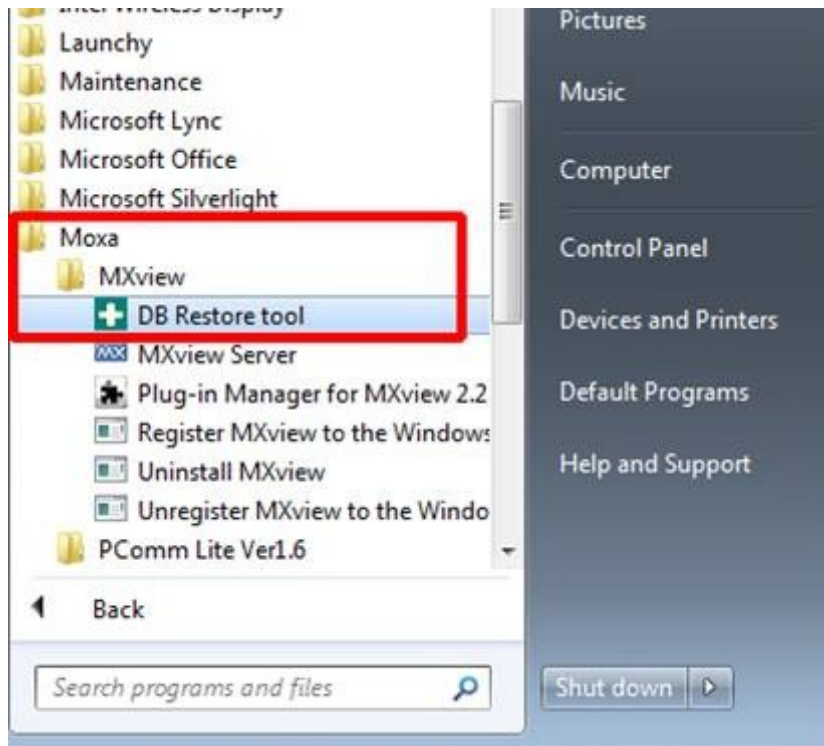 Intel Wireless Display
Launchy
Maintenance
Microsoft Lync
Microsoft Office
Microsoft Silverlight
Moxa
MXview
DB Restore tool
MXview Server
Plug-in Manager for MXview 2.2
Register MXview to the Windows
Uninstall MXview
Unregister MXview to the Windo
PComm Lite Ver1.6
Back
Search programs and files
Pictures
Music
Computer
Control Panel
Devices and Printers
Default Programs
Help and Support
Shut down